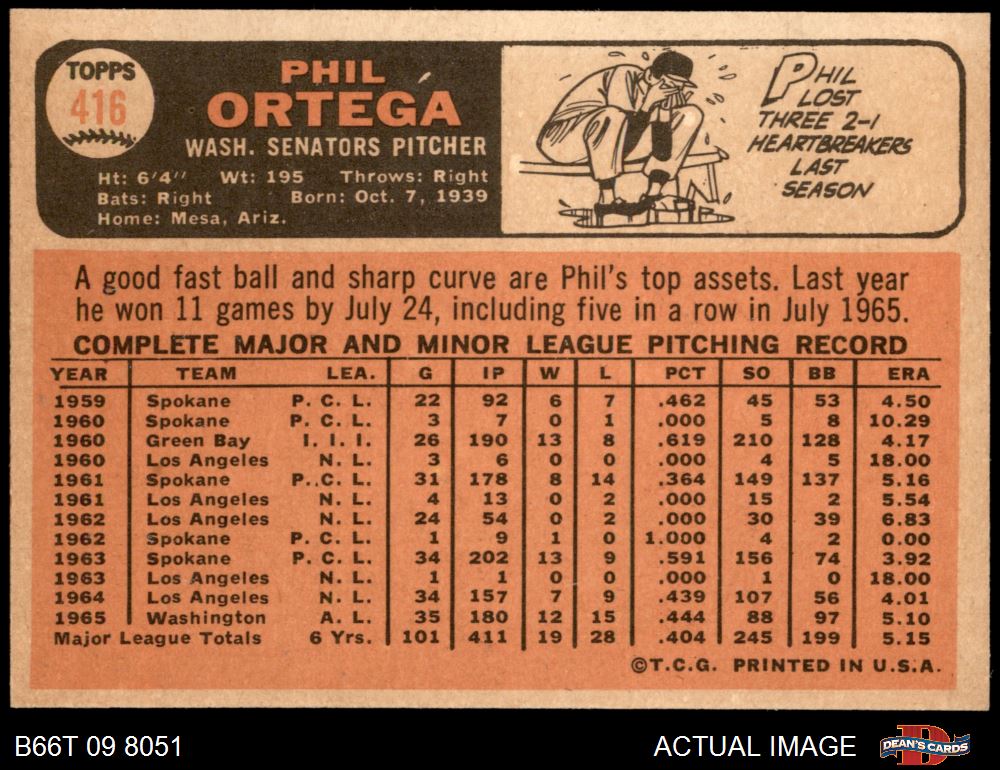 TOPPS
416
PHIL
ORTEGA
WASH. SENATORS PITCHER
Ht: 6'4" Wt: 195 Throws: Right
Bats: Right Born: Oct. 7, 1939
Home: Mesa, Ariz.
PHIL
LOST
THREE 2-1
HEARTBREAKERS
LAST
SEASON
A good fast ball and sharp curve are Phil's top assets. Last year
he won 11 games by July 24, including five in a row in July 1965.
COMPLETE MAJOR AND MINOR LEAGUE PITCHING RECORD
YEAR TEAM LEA. G IP W L PCT SO BB ERA
1959 Spokane P. C. L. 22 92 6 7 .462 45 53 4.50
1960 Spokane P. C. L. 3 7 0 1 .000 5 8 10.29
1960 Green Bay I. I. I. 26 190 13 8 .619 210 128 4.17
1960 Los Angeles N. L. 3 6 0 0 .000 4 5 18.00
1961 Spokane P. C. L. 31 178 8 14 .364 149 137 5.16
1961 Los Angeles N. L. 4 13 0 2 .000 15 2 5.54
1962 Los Angeles N. L. 24 54 0 2 .000 30 39 6.83
1962 Spokane P. C. L. 1 9 1 0 1.000 4 2 0.00
1963 Spokane P. C. L. 34 202 13 9 .591 156 74 3.92
1963 Los Angeles N. L. 1 1 0 0 .000 1 0 18.00
1964 Los Angeles N. L. 34 157 7 9 .439 107 56 4.01
1965 Washington A. L. 35 180 12 15 .444 88 97 5.10
Major League Totals 6 Yrs. 101 411 19 28 .404 245 199 5.15
©T.C.G. PRINTED IN U.S.A.
B66T 09 8051
ACTUAL IMAGE
D
DEAN'S CARDS